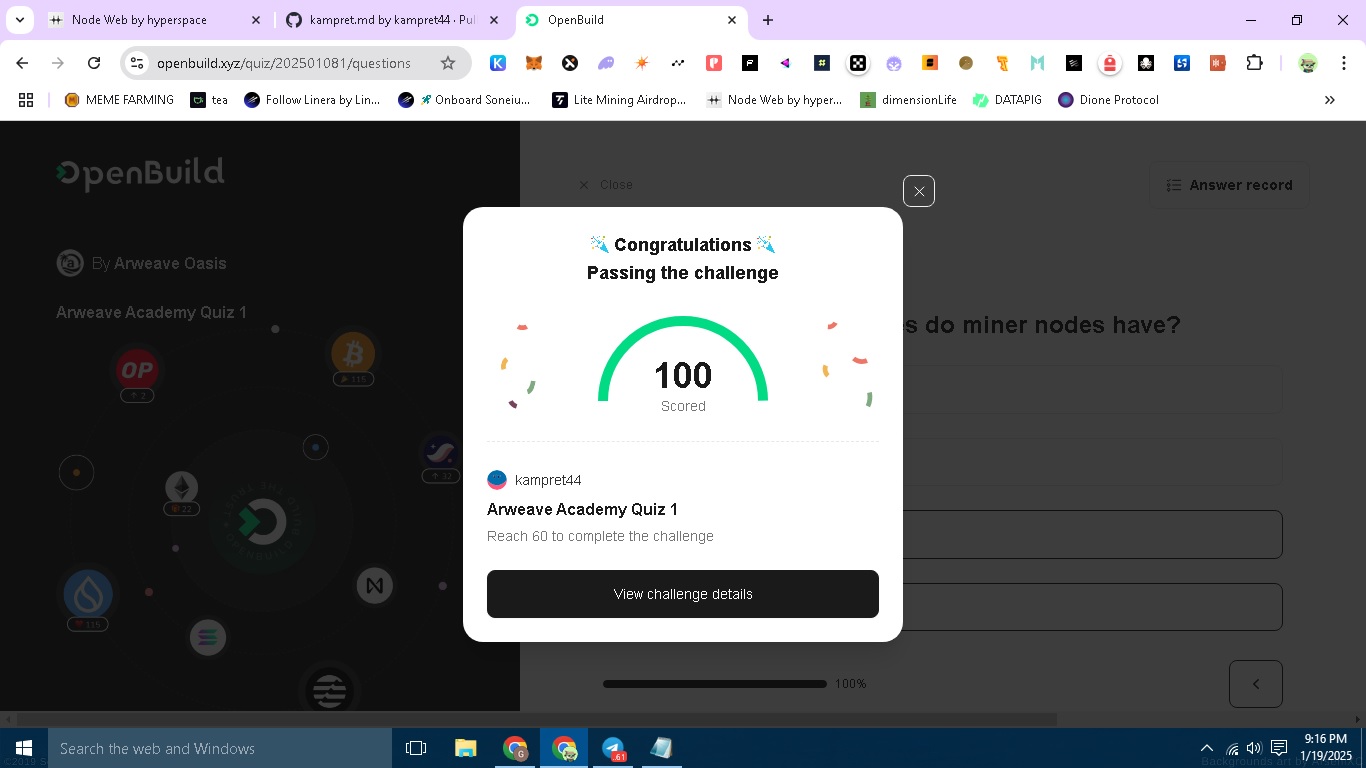 Node Web by hyperspace
kampret.md by kampret44 · Pul
OpenBuild
openbuild.xyz/quiz/202501081/questions
MEME FARMING
tea
Follow Linera by Lin...
Onboard Soneiu...
Lite Mining Airdrop...
Node Web by hyper...
dimensionLife
DATAPIG
Dione Protocol
OpenBuild
Close
Answer record
By Arweave Oasis
Arweave Academy Quiz 1
es do miner nodes have?
OP
2
115
22
32
115
Congratulations
Passing the challenge
100
Scored
kampret44
Arweave Academy Quiz 1
Reach 60 to complete the challenge
View challenge details
100%
Search the web and Windows
G
61
9:16 PM
1/19/2025